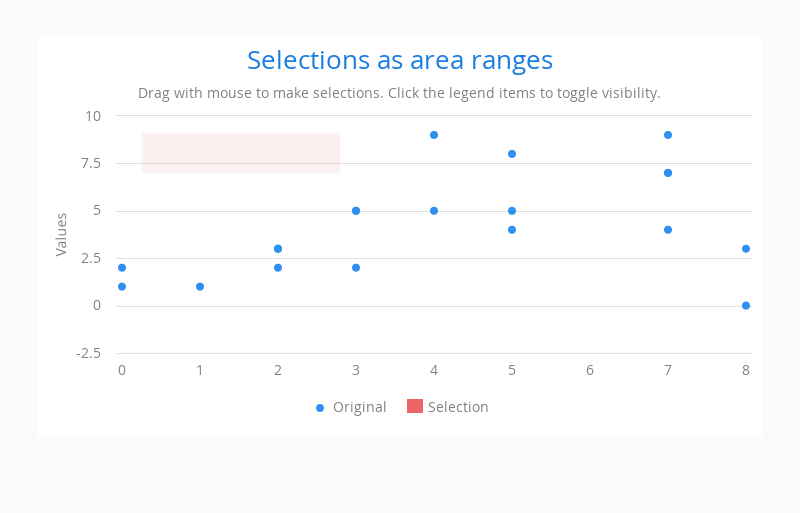 Selections as area ranges
Drag with mouse to make selections. Click the legend items to toggle visibility.
10
7.5
5
2.5
0
-2.5
Values
0 1 2 3 4 5 6 7 8
Original Selection